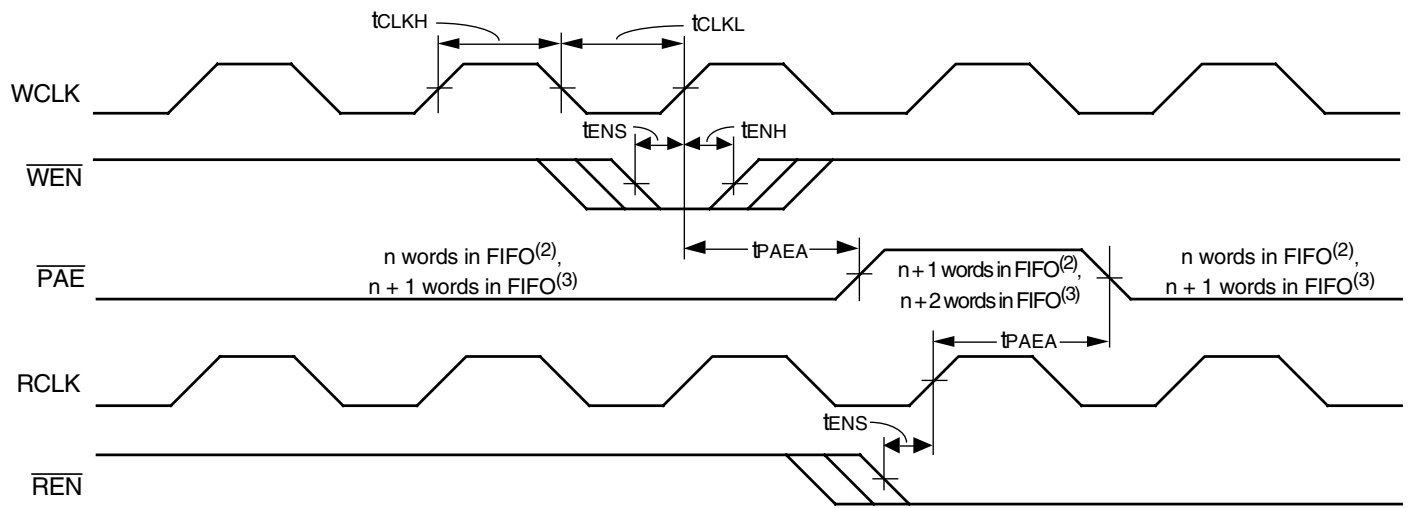 tCLKH
tCLKL
WCLK
tENS
tENH
WEN
tPAEA
n words in FIFO(2),
n + 1 words in FIFO(3)
PAE
n + 1 words in FIFO(2),
n + 2 words in FIFO(3)
n words in FIFO(2),
n + 1 words in FIFO(3)
tPAEA
RCLK
tENS
REN